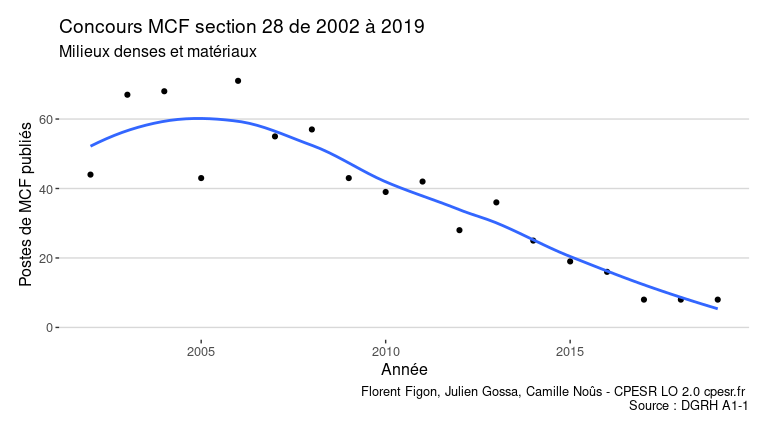 Concours MCF section 28 de 2002 à 2019
Milieux denses et matériaux
Postes de MCF publiés
60
40
20
0
2005 2010 2015
Année
Florent Figon, Julien Gossa, Camille Noûs - CPESR LO 2.0 cpesr.fr
Source : DGRH A1-1